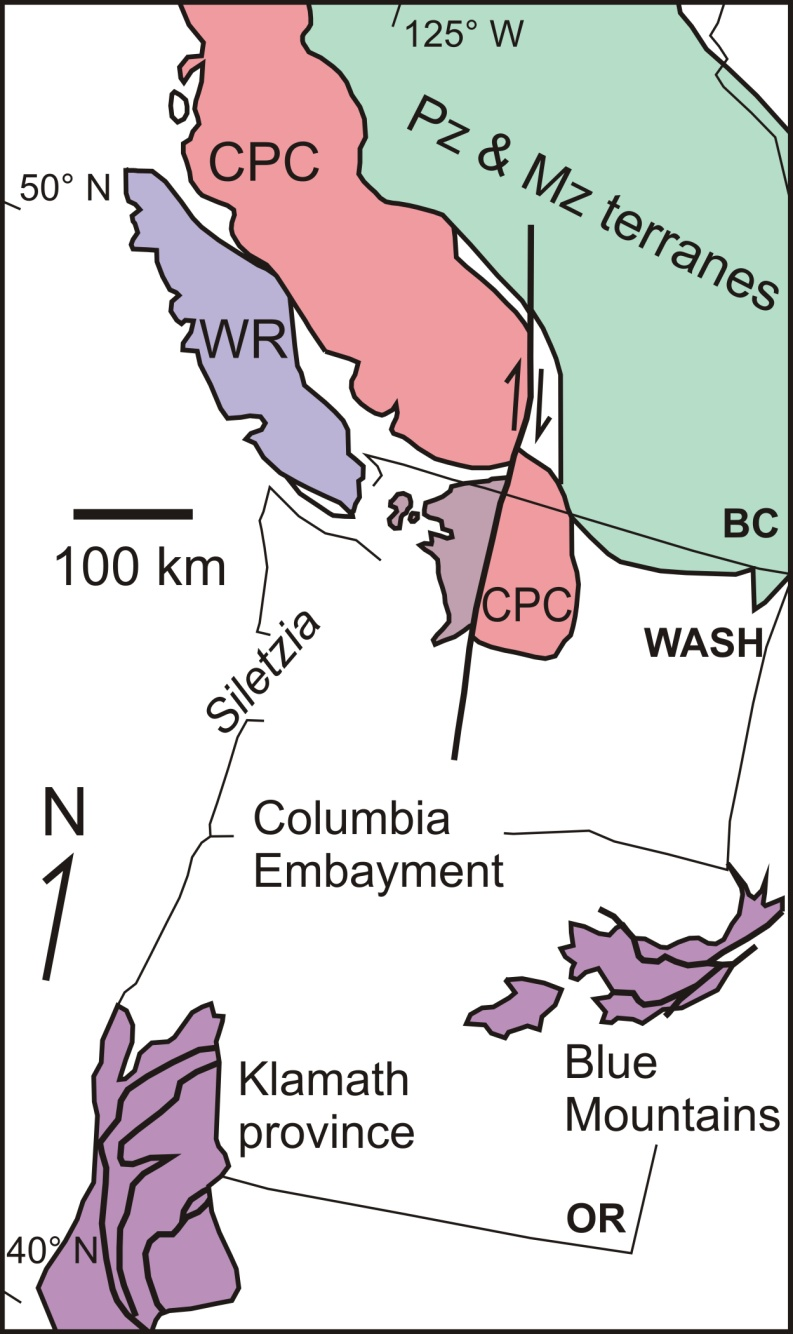 125° W
Pz & Mz terranes
CPC
50° N
WR
BC
100 km
CPC
WASH
Siletzia
N
Columbia
Embayment
Blue
Mountains
Klamath
province
OR
40° N